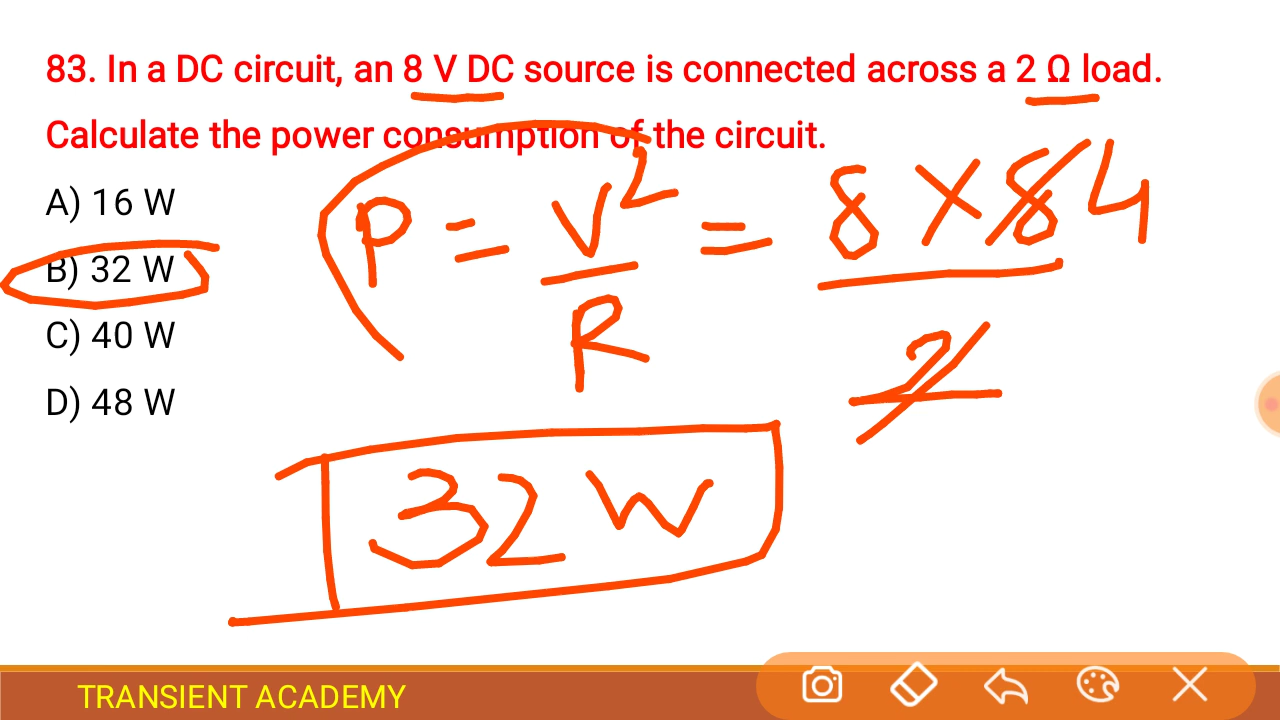 83. In a DC circuit, an 8 V DC source is connected across a 2 Ω load.
Calculate the power consumption of the circuit.
A) 16 W
B) 32 W
C) 40 W
D) 48 W
P = V² / R = 8 × 8 4 / 2
32 W
TRANSIENT ACADEMY